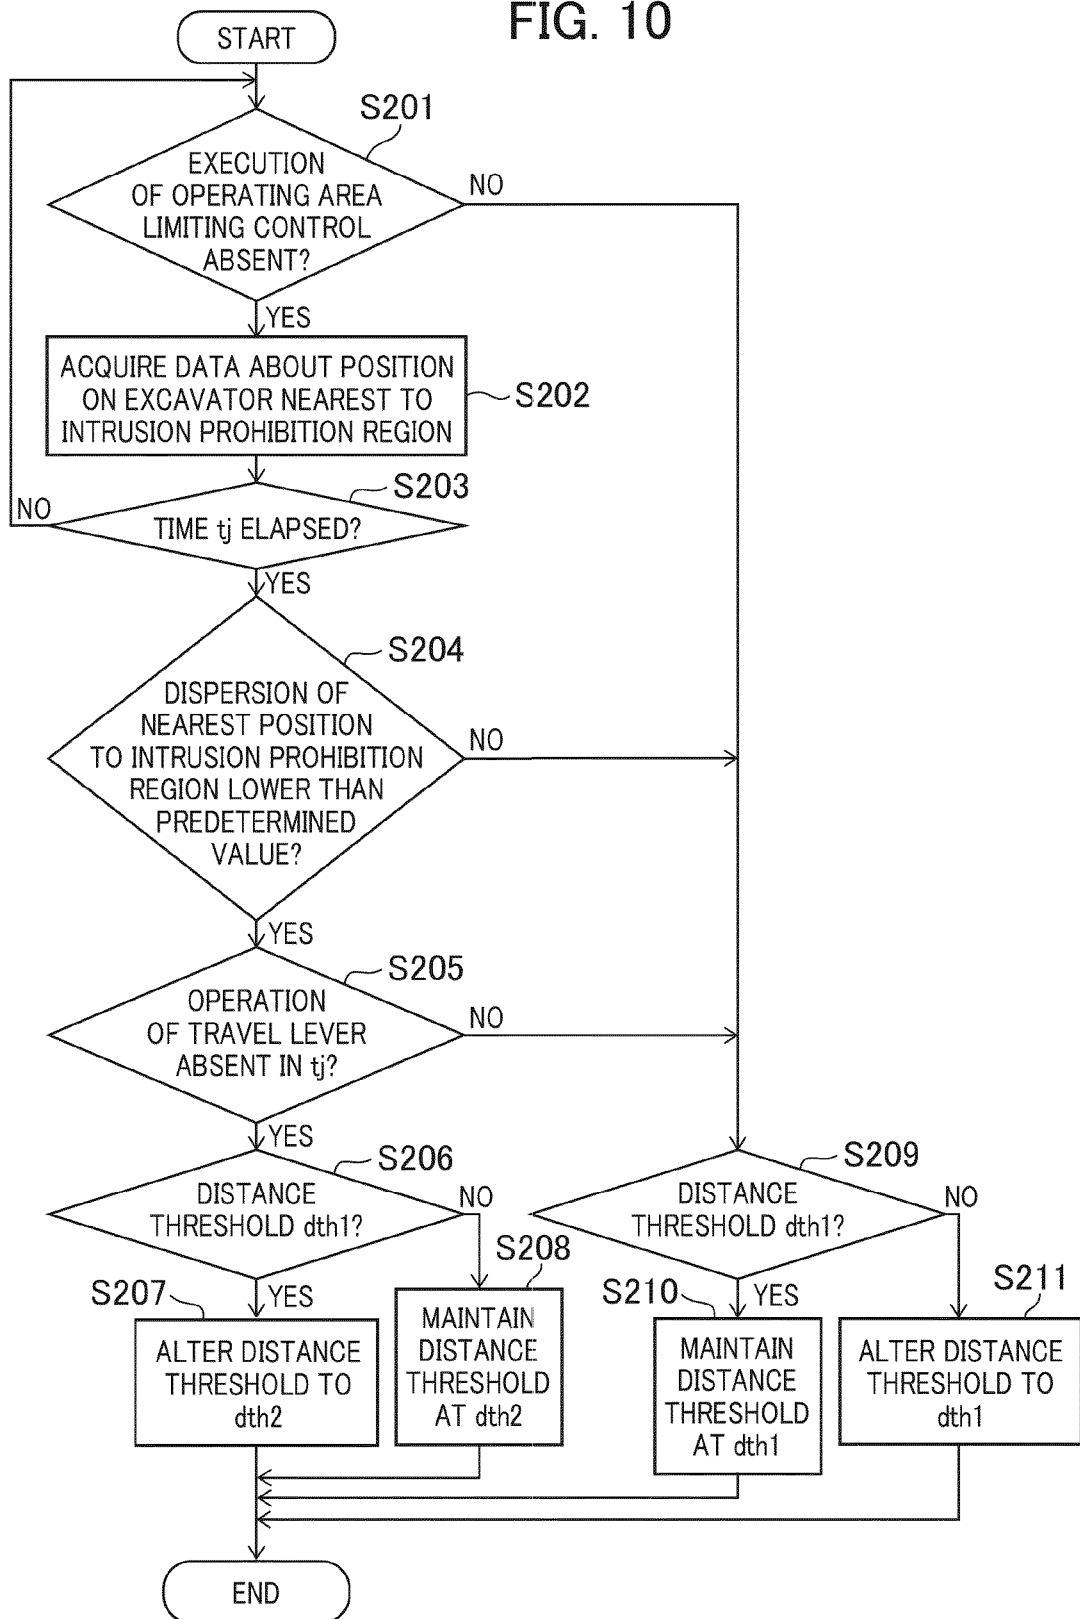 FIG. 10
START
S201
EXECUTION
OF OPERATING AREA
LIMITING CONTROL
ABSENT?
NO
YES
ACQUIRE DATA ABOUT POSITION
ON EXCAVATOR NEAREST TO
INTRUSION PROHIBITION REGION
S202
S203
NO
TIME tj ELAPSED?
YES
S204
DISPERSION OF
NEAREST POSITION
TO INTRUSION PROHIBITION
REGION LOWER THAN
PREDETERMINED
VALUE?
NO
YES
S205
OPERATION
OF TRAVEL LEVER
ABSENT IN tj?
NO
YES
S206
DISTANCE
THRESHOLD dth1?
NO
YES
S209
DISTANCE
THRESHOLD dth1?
NO
YES
S207
ALTER DISTANCE
THRESHOLD TO
dth2
S208
MAINTAIN
DISTANCE
THRESHOLD
AT dth2
S210
MAINTAIN
DISTANCE
THRESHOLD
AT dth1
S211
ALTER DISTANCE
THRESHOLD TO
dth1
END